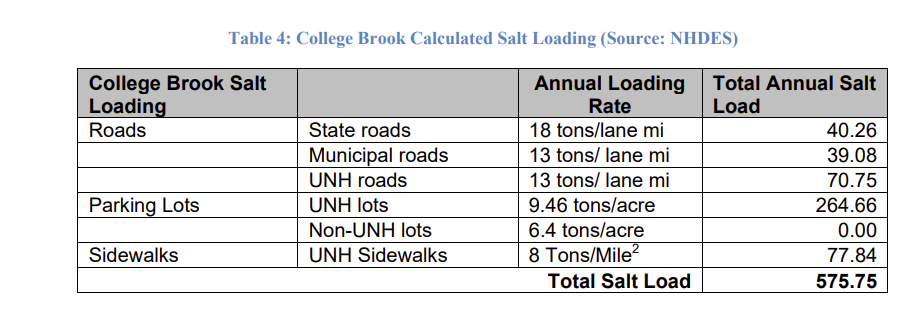 Table 4: College Brook Calculated Salt Loading (Source: NHDES)
College Brook Salt Loading Annual Loading Rate Total Annual Salt Load
Roads State roads 18 tons/lane mi 40.26
Municipal roads 13 tons/ lane mi 39.08
UNH roads 13 tons/ lane mi 70.75
Parking Lots UNH lots 9.46 tons/acre 264.66
Non-UNH lots 6.4 tons/acre 0.00
Sidewalks UNH Sidewalks 8 Tons/Mile² 77.84
Total Salt Load 575.75